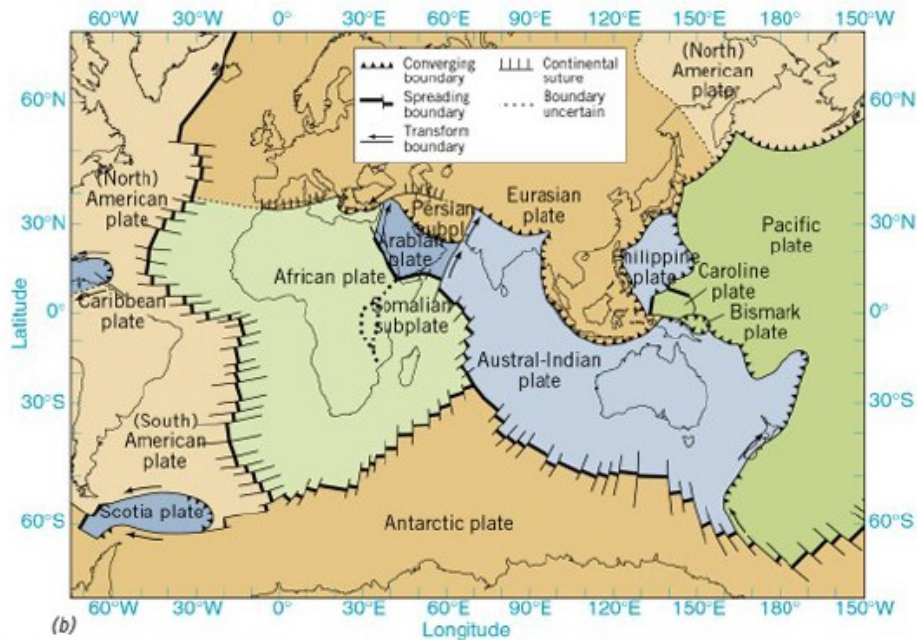 60°W 30°W 0° 30°E 60°E 90°E 120°E 150°E 180° 150°W
Converging boundary
Continental suture
Spreading boundary
Boundary uncertain
Transform boundary
(North)
American
plater
60°N
60°N
(North)
American
plate
Eurasian
plate
Persian
subpl
30°N
30°N
Arabian
plate
Pacific
plate
African plate
Philippine
plate
Caroline
plate
Caribbean
plate
Somalian
subplate
Bismark
plate
0°
0°
Latitude
Austral-Indian
plate
30°S
30°S
(South)
American
plate
Scotia plate
Antarctic plate
60°S
60°S
60°W 30°W 0° 30°E 60°E 90°E 120°E 150°E 180° 150°W
(b)
Longitude